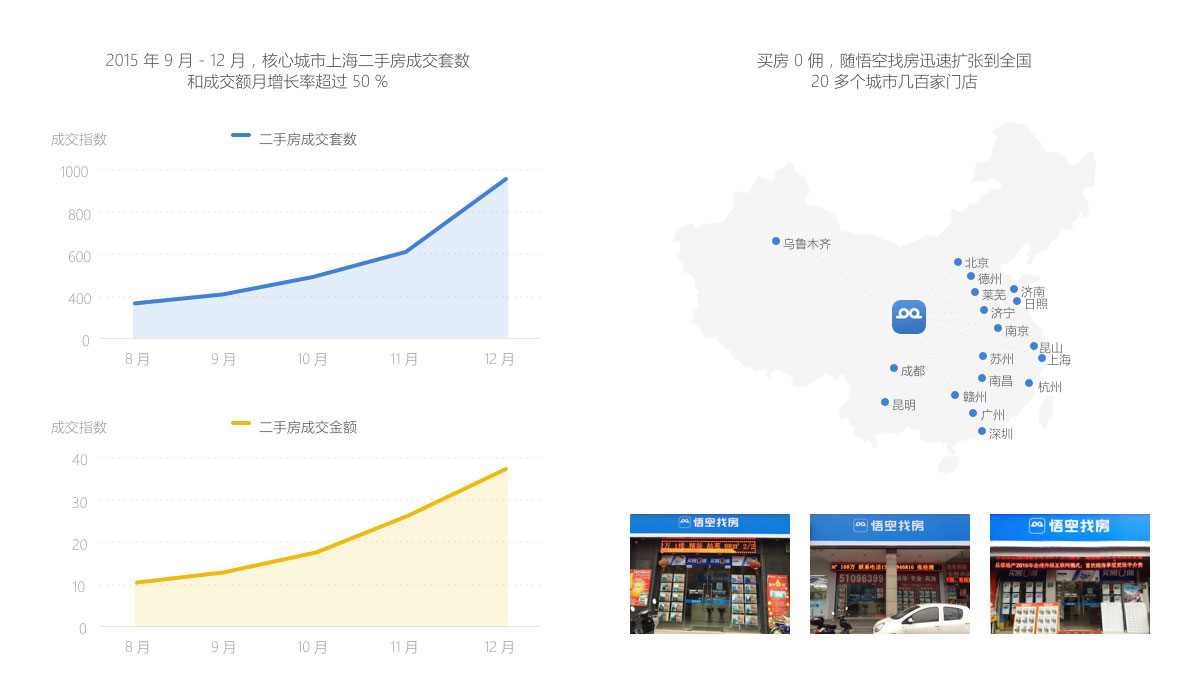 2015 年 9 月 - 12 月，核心城市上海二手房成交套数
和成交额月增长率超过 50 %
成交指数
二手房成交套数
1000
800
600
400
0
8 月
9 月
10 月
11 月
12 月
成交指数
二手房成交金额
40
30
20
10
0
8 月
9 月
10 月
11 月
12 月
买房 0 佣，随悟空找房迅速扩张到全国
20 多个城市几百家门店
乌鲁木齐
北京
德州
莱芜
济南
日照
济宁
南京
昆山
上海
苏州
成都
南昌
杭州
昆明
赣州
广州
深圳
悟空找房
悟空找房
51096399
悟空找房